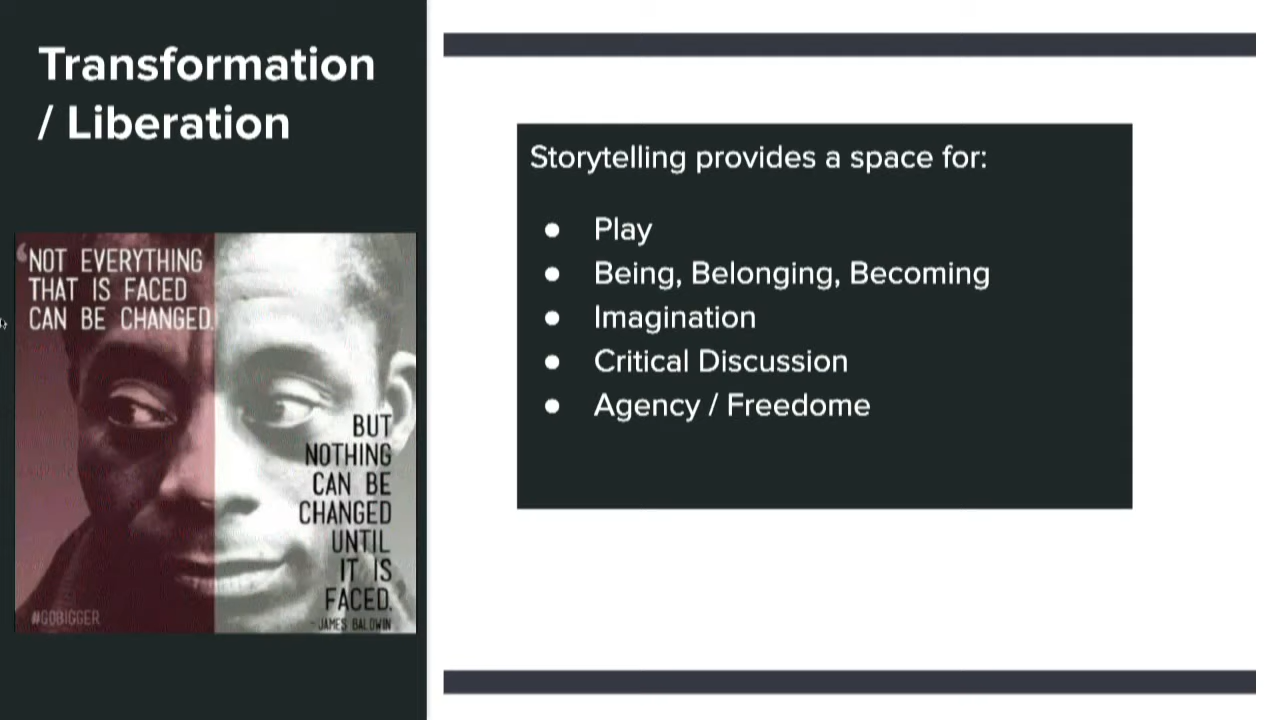 Transformation
/ Liberation
‘NOT EVERYTHING
THAT IS FACED
CAN BE CHANGED.
BUT
NOTHING
CAN BE
CHANGED
UNTIL
IT IS
FACED.
- JAMES BALDWIN
#GOBIGGER
Storytelling provides a space for:
● Play
● Being, Belonging, Becoming
● Imagination
● Critical Discussion
● Agency / Freedome